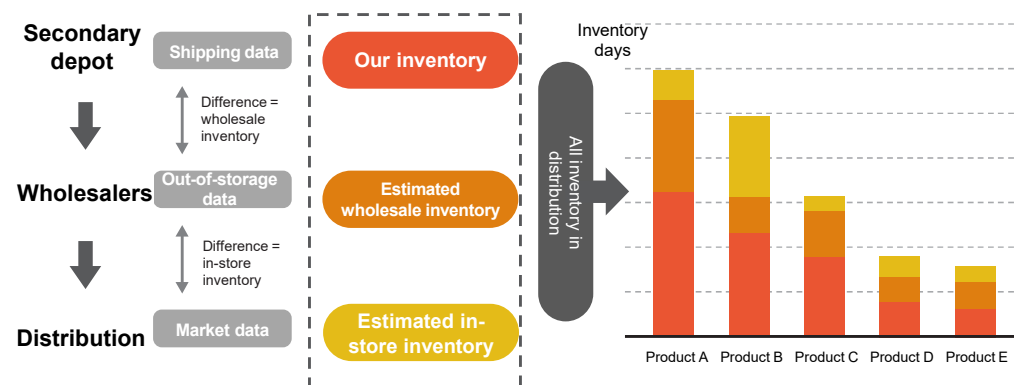 Secondary
depot
Shipping data
Difference =
wholesale
inventory
Wholesalers
Out-of-storage
data
Difference =
in-store
inventory
Distribution
Market data
Our inventory
Estimated
wholesale inventory
Estimated in-
store inventory
All inventory in
distribution
Inventory
days
Product A
Product B
Product C
Product D
Product E